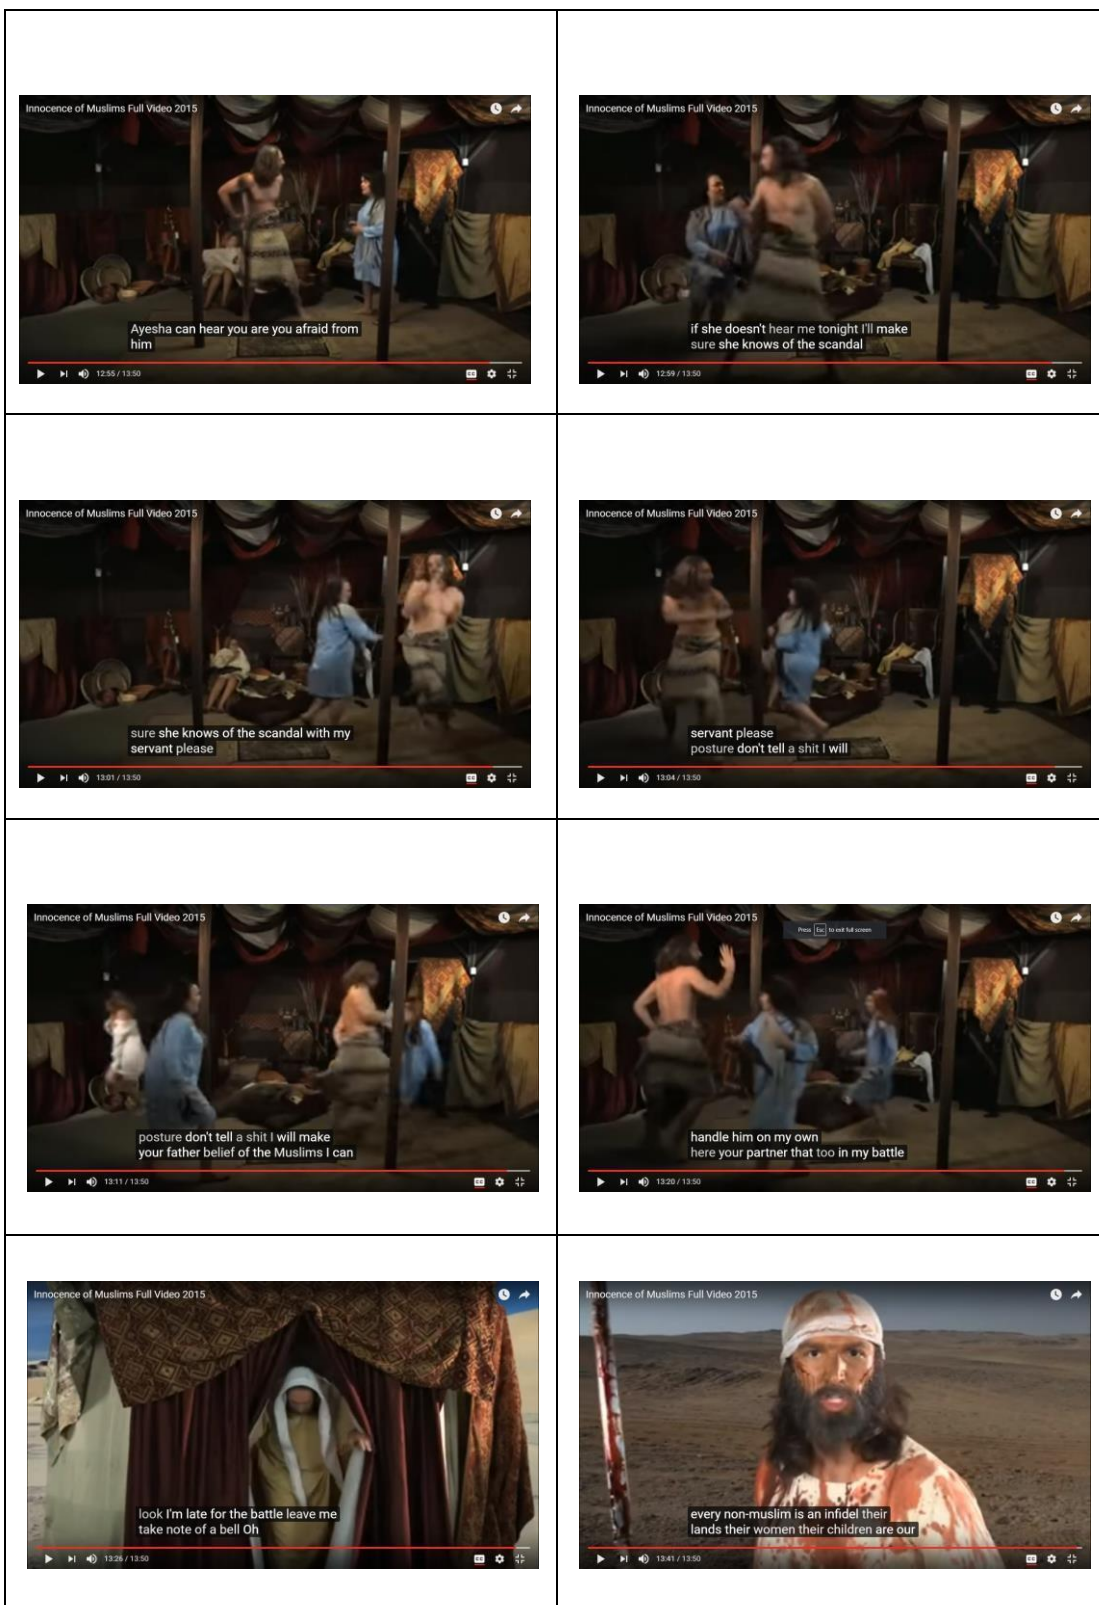 Innocence of Muslims Full Video 2015
Ayesha can hear you are you afraid from
him
12:55 / 13:50
Innocence of Muslims Full Video 2015
if she doesn't hear me tonight I'll make
sure she knows of the scandal
12:59 / 13:50
Innocence of Muslims Full Video 2015
sure she knows of the scandal with my
servant please
13:01 / 13:50
Innocence of Muslims Full Video 2015
servant please
posture don't tell a shit I will
13:04 / 13:50
Innocence of Muslims Full Video 2015
posture don't tell a shit I will make
your father belief of the Muslims I can
13:11 / 13:50
Innocence of Muslims Full Video 2015
Press Esc to exit full screen
handle him on my own
here your partner that too in my battle
13:20 / 13:50
Innocence of Muslims Full Video 2015
look I'm late for the battle leave me
take note of a bell Oh
13:26 / 13:50
Innocence of Muslims Full Video 2015
every non-muslim is an infidel their
lands their women their children are our
13:41 / 13:50